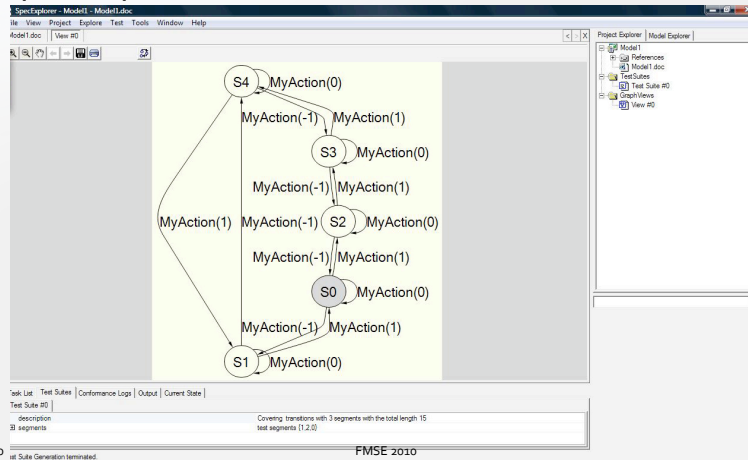 SpecExplorer - Model1 - Model1.doc
File View Project Explore Test Tools Window Help
Model1.doc View #0
Project Explorer Model Explorer
Model1
References
Model1.doc
TestSuites
Test Suite #0
GraphViews
View #0
S4 MyAction(0)
MyAction(-1) MyAction(1)
S3 MyAction(0)
MyAction(-1) MyAction(1)
MyAction(1) MyAction(-1) S2 MyAction(0)
MyAction(-1) MyAction(1)
S0 MyAction(0)
MyAction(-1) MyAction(1)
S1 MyAction(0)
Task List Test Suites Conformance Logs Output Current State
Test Suite #0
description Covering transitions with 3 segments with the total length 15
segments test segments {1,2,0}
FMSE 2010
est Suite Generation terminated.